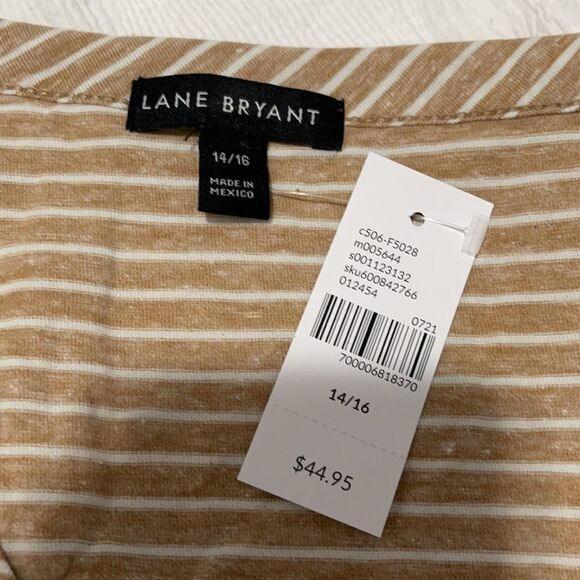 LANE BRYANT
14/16
MADE IN
MEXICO
c506-F5028
m005644
s001123132
sku600842766
012454
0721
700006818370
14/16
$44.95